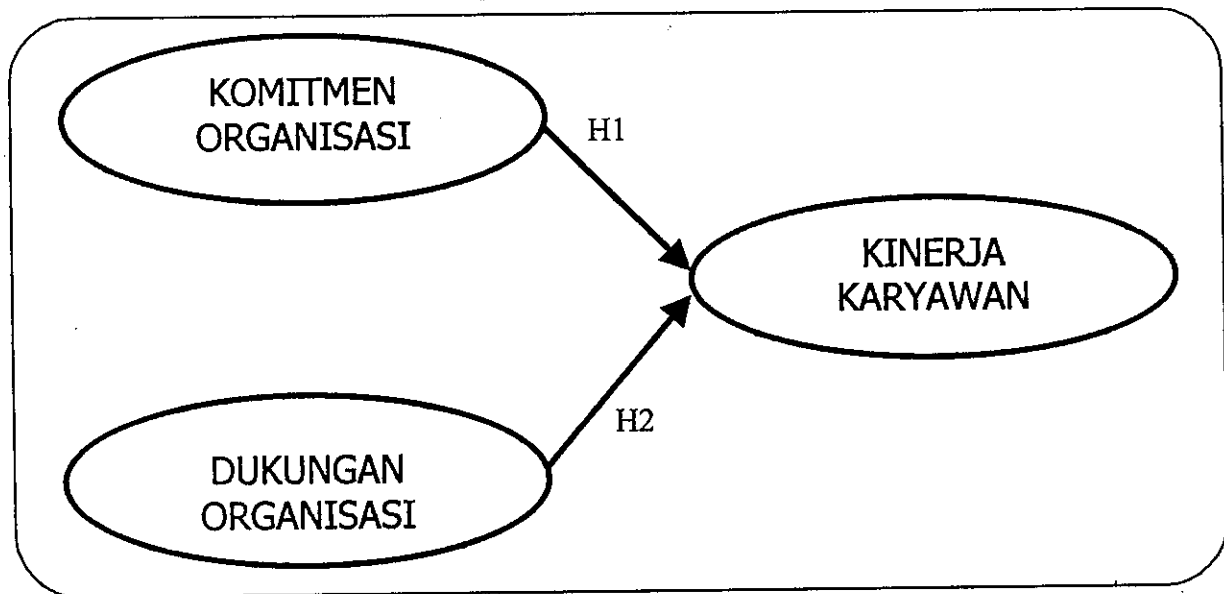 KOMITMEN
ORGANISASI
H1
KINERJA
KARYAWAN
H2
DUKUNGAN
ORGANISASI